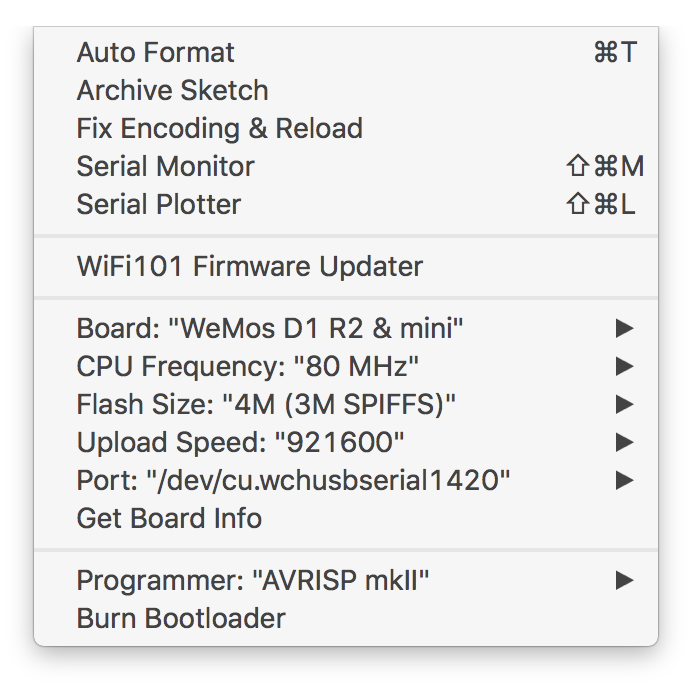 Auto Format ⌘T
Archive Sketch
Fix Encoding & Reload
Serial Monitor ⇧⌘M
Serial Plotter ⇧⌘L
WiFi101 Firmware Updater
Board: "WeMos D1 R2 & mini" ▶
CPU Frequency: "80 MHz" ▶
Flash Size: "4M (3M SPIFFS)" ▶
Upload Speed: "921600" ▶
Port: "/dev/cu.wchusbserial1420" ▶
Get Board Info
Programmer: "AVRISP mkII" ▶
Burn Bootloader